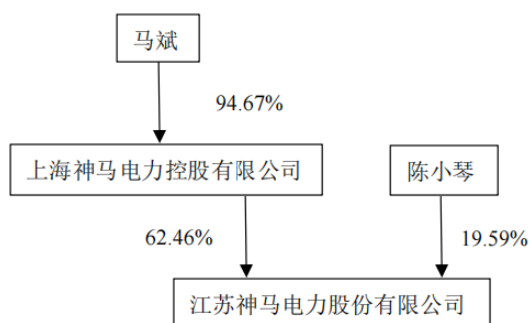 马斌
94.67%
上海神马电力控股有限公司
陈小琴
62.46%
19.59%
江苏神马电力股份有限公司